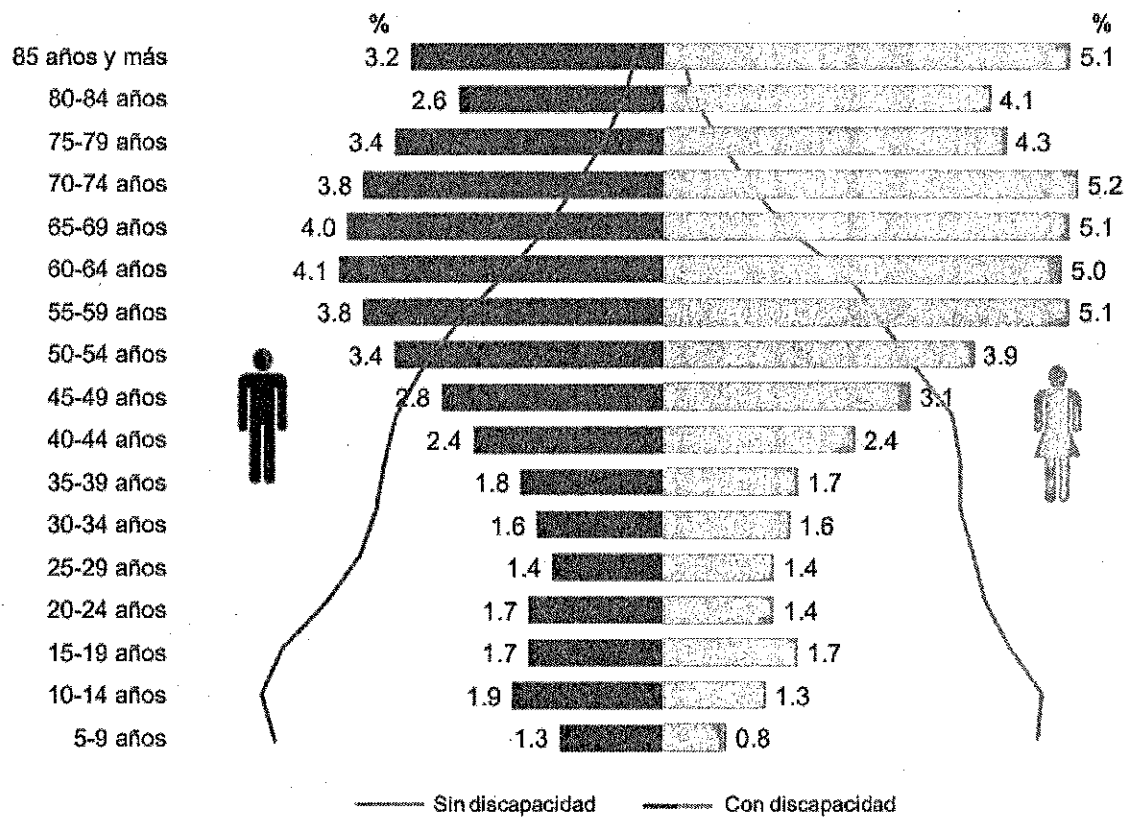 % %
85 años y más 3.2 5.1
80-84 años 2.6 4.1
75-79 años 3.4 4.3
70-74 años 3.8 5.2
65-69 años 4.0 5.1
60-64 años 4.1 5.0
55-59 años 3.8 5.1
50-54 años 3.4 3.9
45-49 años 2.8 3.1
40-44 años 2.4 2.4
35-39 años 1.8 1.7
30-34 años 1.6 1.6
25-29 años 1.4 1.4
20-24 años 1.7 1.4
15-19 años 1.7 1.7
10-14 años 1.9 1.3
5-9 años 1.3 0.8
Sin discapacidad Con discapacidad